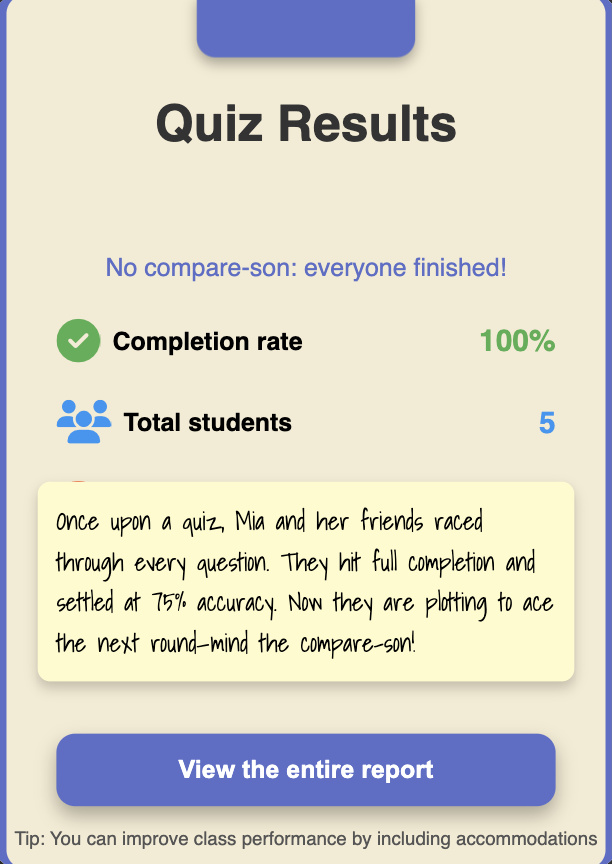 Quiz Results
No compare-son: everyone finished!
Completion rate 100%
Total students 5
Once upon a quiz, Mia and her friends raced
through every question. They hit full completion and
settled at 75% accuracy. Now they are plotting to ace
the next round-mind the compare-son!
View the entire report
Tip: You can improve class performance by including accommodations